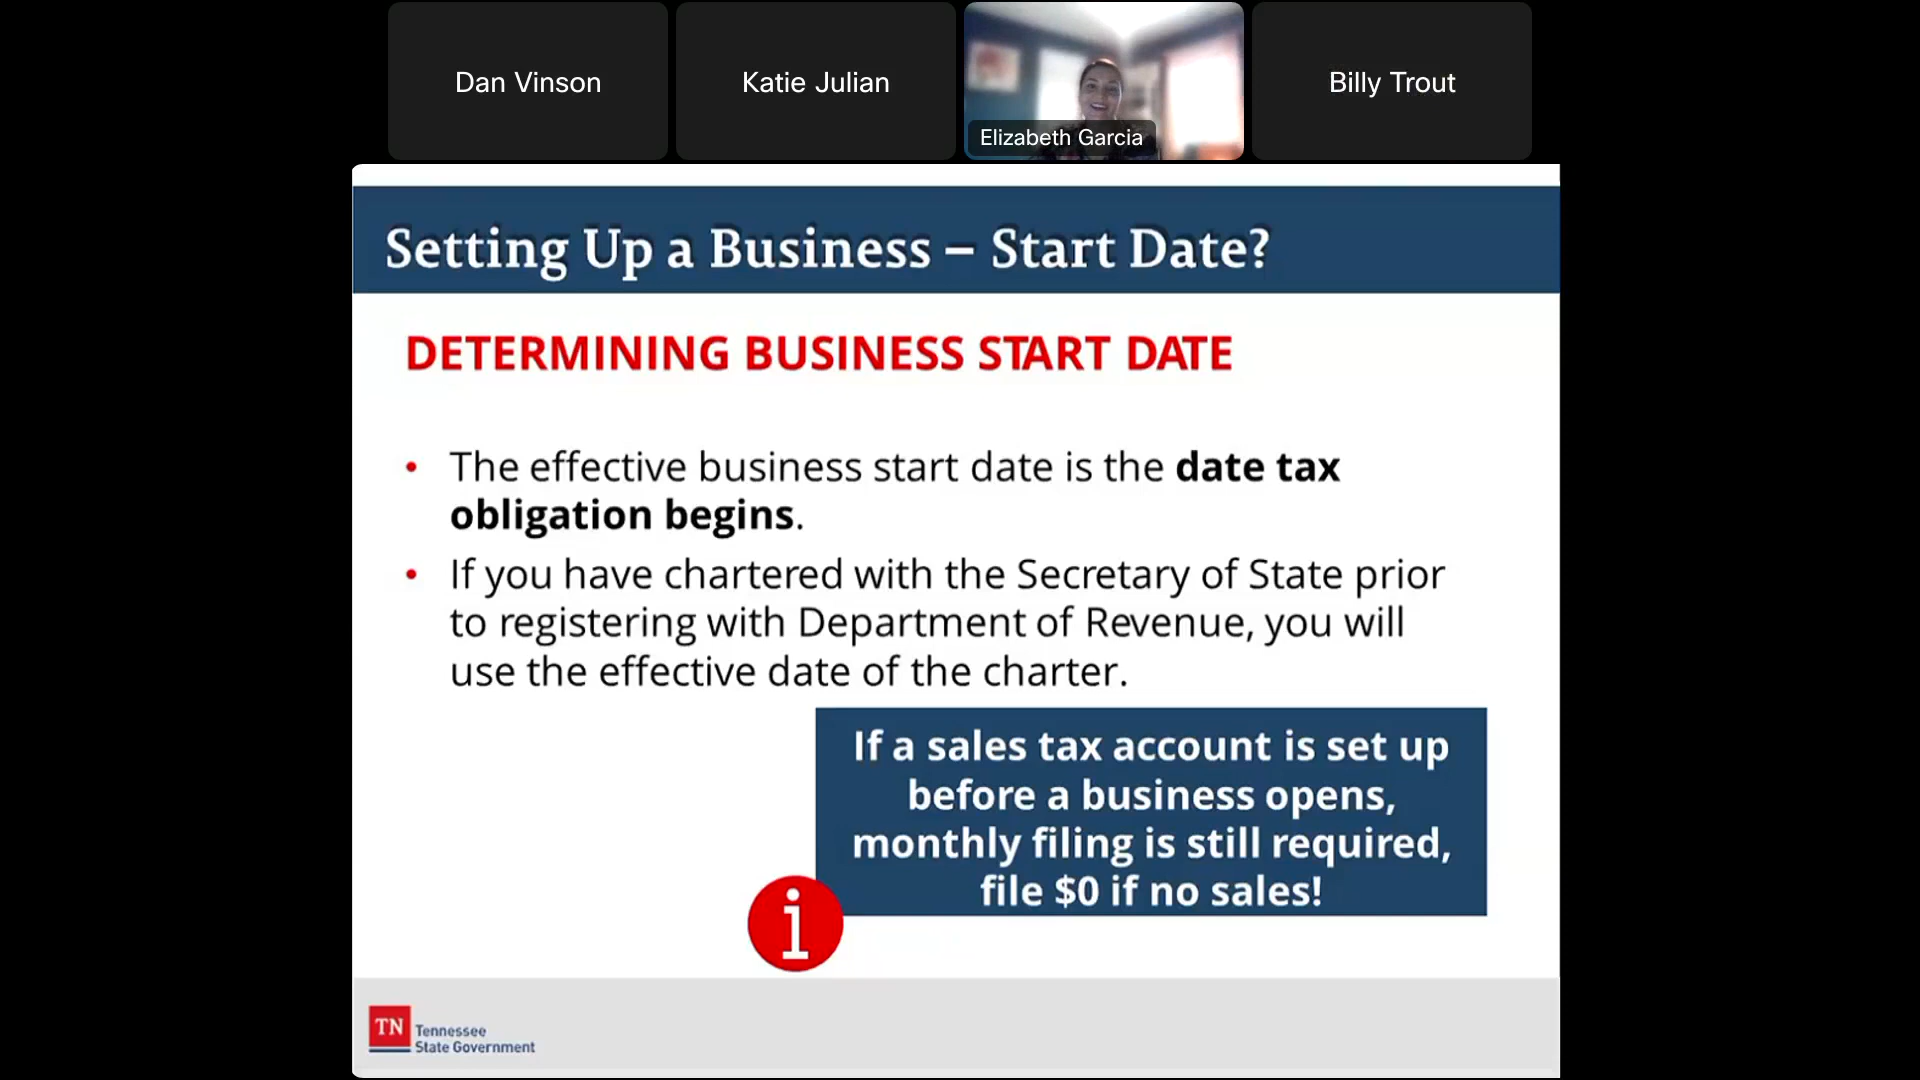 Dan Vinson
Katie Julian
Elizabeth Garcia
Billy Trout
Setting Up a Business – Start Date?
DETERMINING BUSINESS START DATE
• The effective business start date is the date tax
obligation begins.
• If you have chartered with the Secretary of State prior
to registering with Department of Revenue, you will
use the effective date of the charter.
If a sales tax account is set up
before a business opens,
monthly filing is still required,
file $0 if no sales!
i
TN
Tennessee
State Government